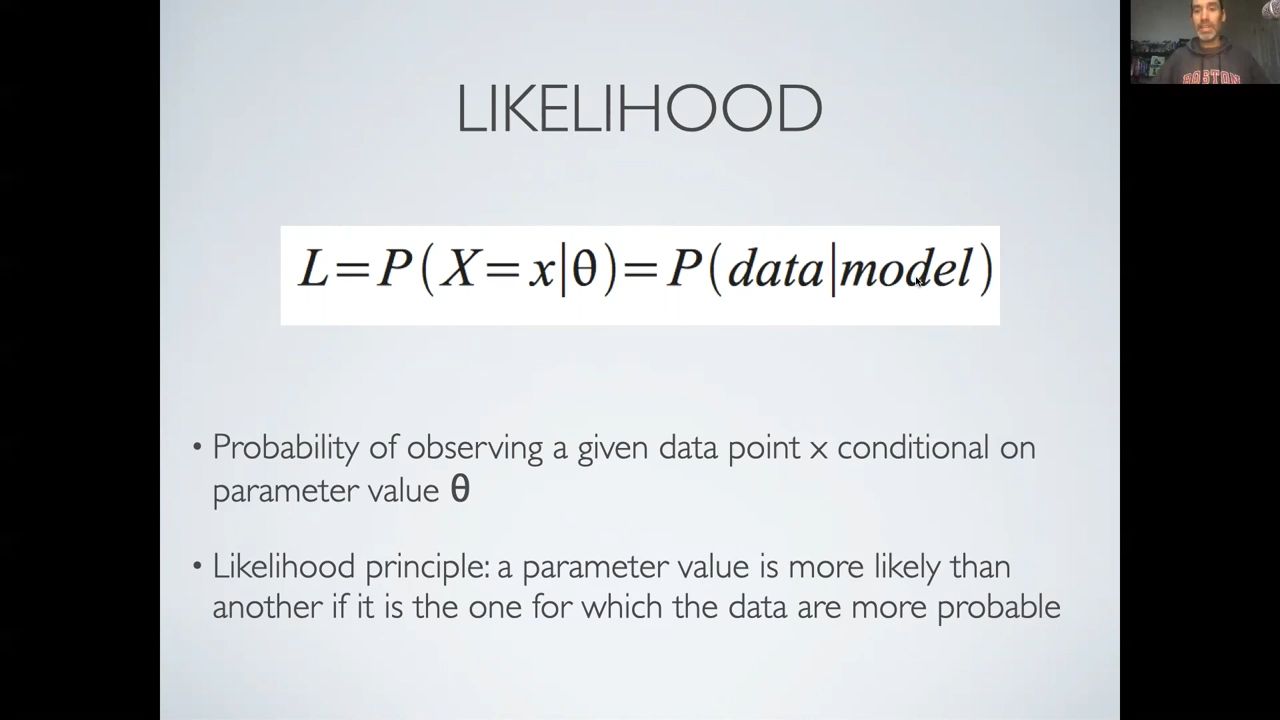 LIKELIHOOD
L=P(X=x|θ)=P(data|model)
• Probability of observing a given data point x conditional on
parameter value θ
• Likelihood principle: a parameter value is more likely than
another if it is the one for which the data are more probable
BOSTON